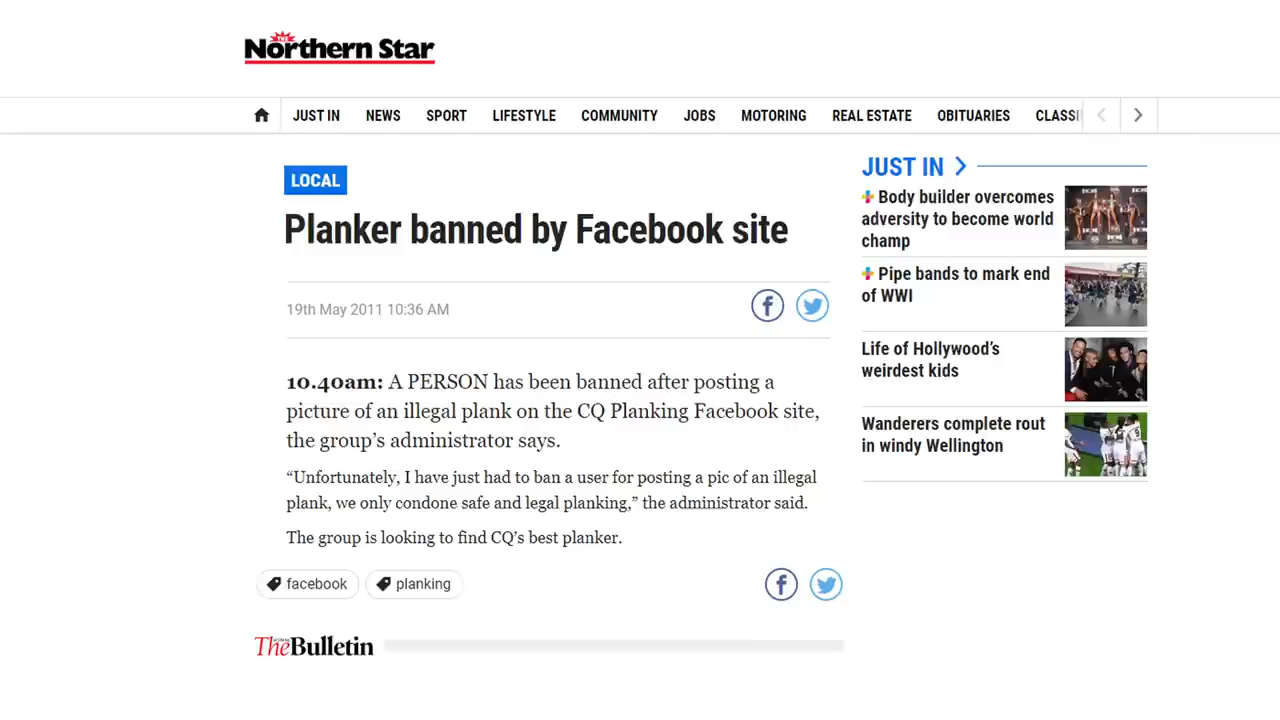 THE
Northern Star
JUST IN NEWS SPORT LIFESTYLE COMMUNITY JOBS MOTORING REAL ESTATE OBITUARIES CLASSI
LOCAL
Planker banned by Facebook site
19th May 2011 10:36 AM
10.40am: A PERSON has been banned after posting a
picture of an illegal plank on the CQ Planking Facebook site,
the group’s administrator says.
“Unfortunately, I have just had to ban a user for posting a pic of an illegal
plank, we only condone safe and legal planking,” the administrator said.
The group is looking to find CQ’s best planker.
facebook planking
TheBulletin
JUST IN
Body builder overcomes
adversity to become world
champ
Pipe bands to mark end
of WWI
Life of Hollywood’s
weirdest kids
Wanderers complete rout
in windy Wellington